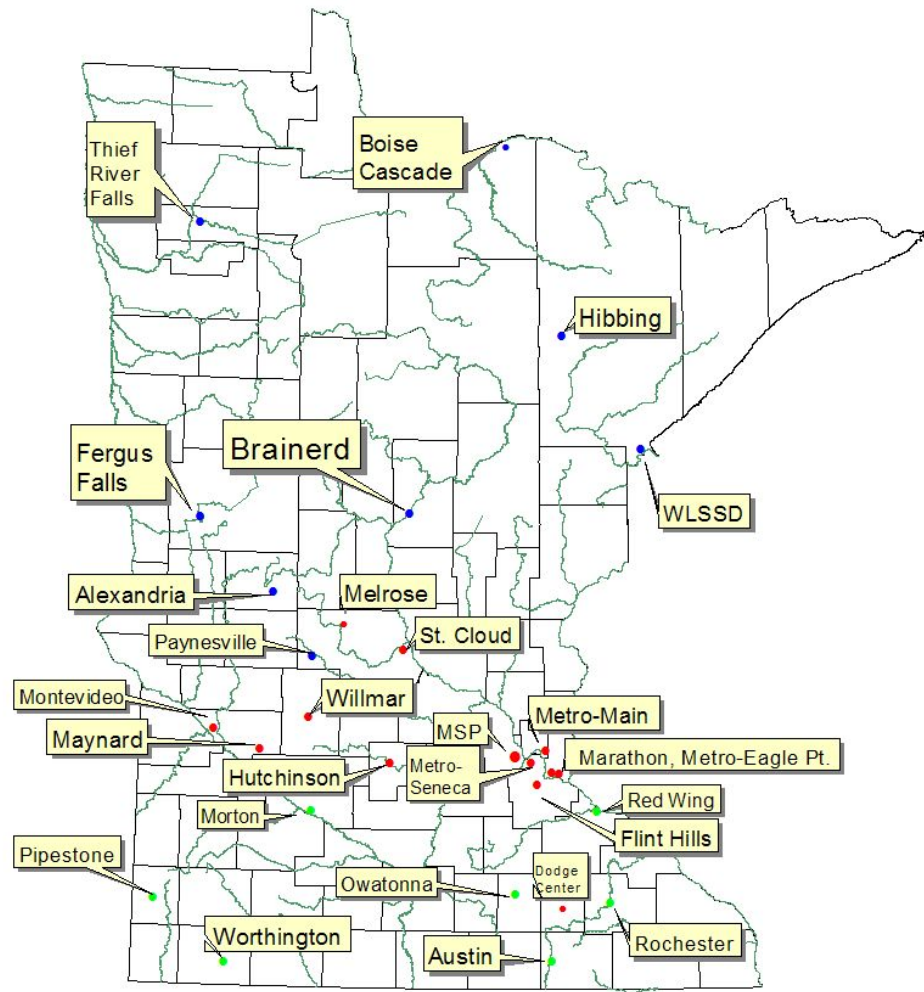 Thief
River
Falls
Boise
Cascade
Hibbing
Brainerd
Fergus
Falls
WLSSD
Alexandria
Melrose
Paynesville
St. Cloud
Montevideo
Willmar
Metro-Main
MSP
Maynard
Marathon, Metro-Eagle Pt.
Hutchinson
Metro-
Seneca
Morton
Red Wing
Flint Hills
Pipestone
Owatonna
Dodge
Center
Worthington
Austin
Rochester